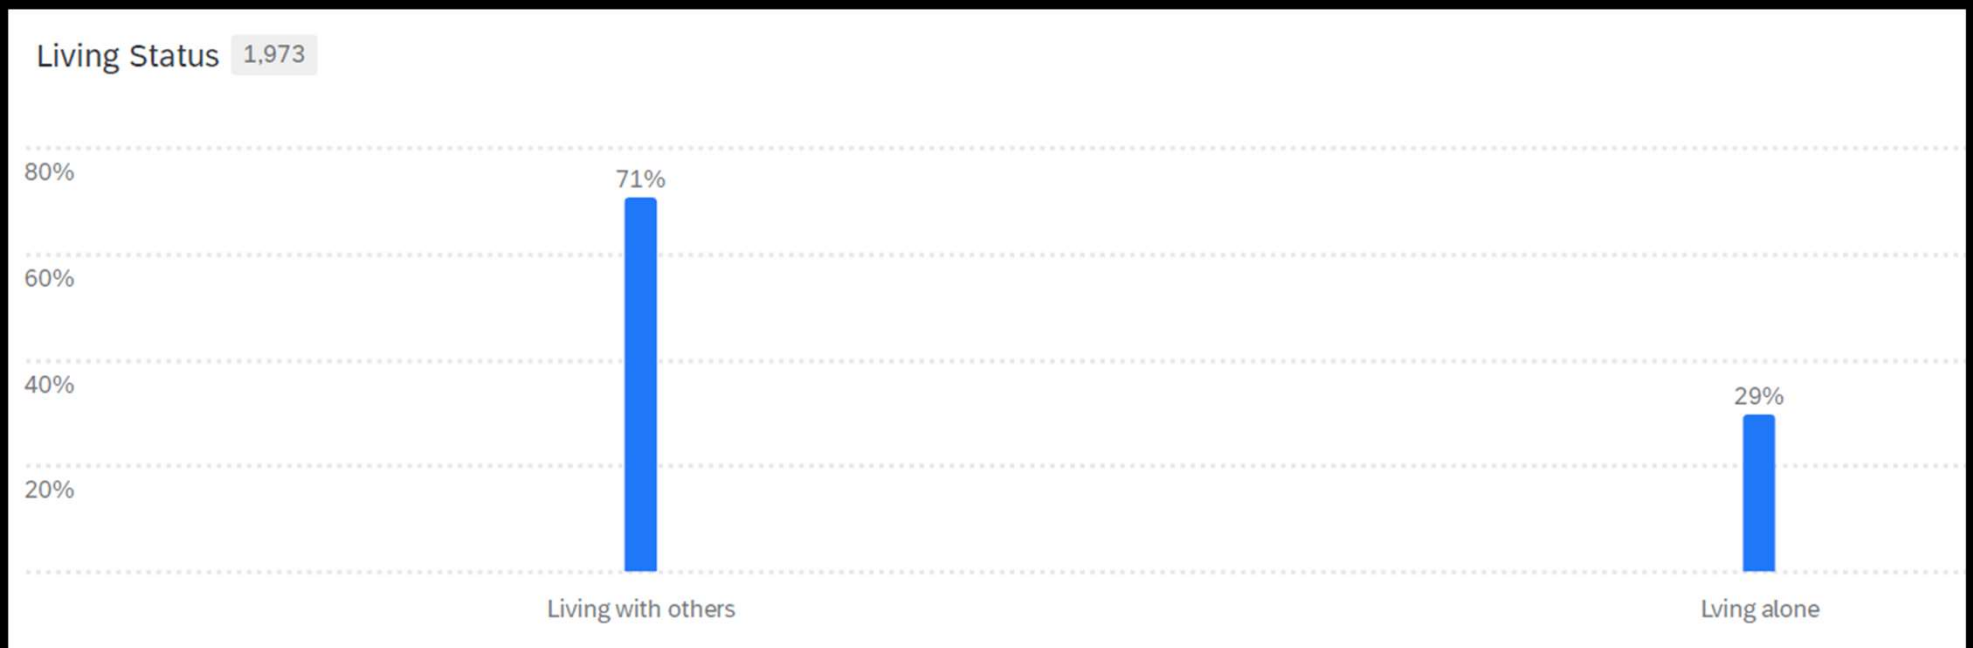 Living Status 1,973
80%
71%
60%
40%
29%
20%
Living with others
Lving alone